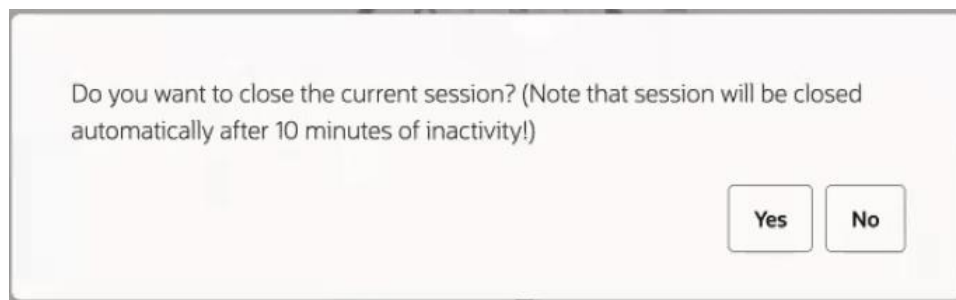 Do you want to close the current session? (Note that session will be closed
automatically after 10 minutes of inactivity!)
Yes No